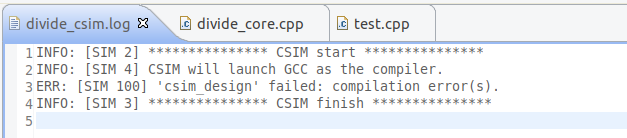 divide_csim.log divide_core.cpp test.cpp
1 INFO: [SIM 2] *************** CSIM start ***************
2 INFO: [SIM 4] CSIM will launch GCC as the compiler.
3 ERR: [SIM 100] 'csim_design' failed: compilation error(s).
4 INFO: [SIM 3] *************** CSIM finish ***************
5